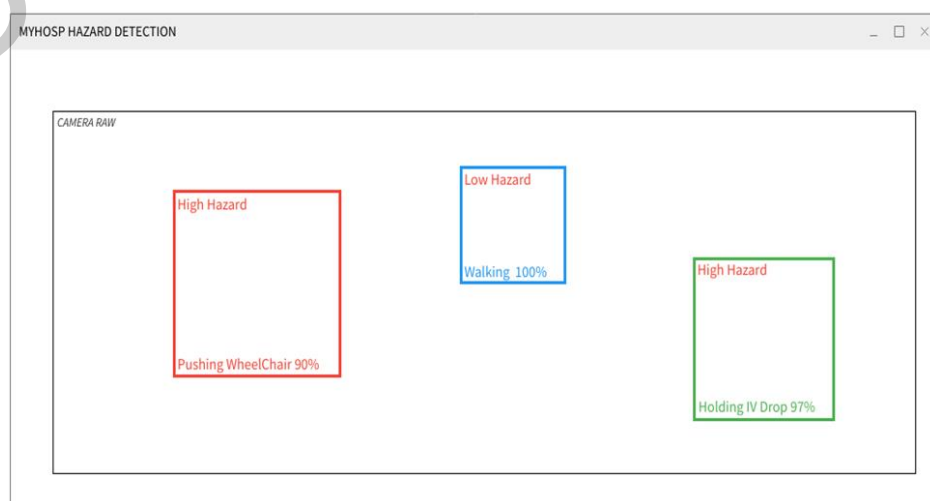 MYHOSP HAZARD DETECTION
CAMERA RAW
Low Hazard
High Hazard
Walking 100%
High Hazard
Pushing WheelChair 90%
Holding IV Drop 97%